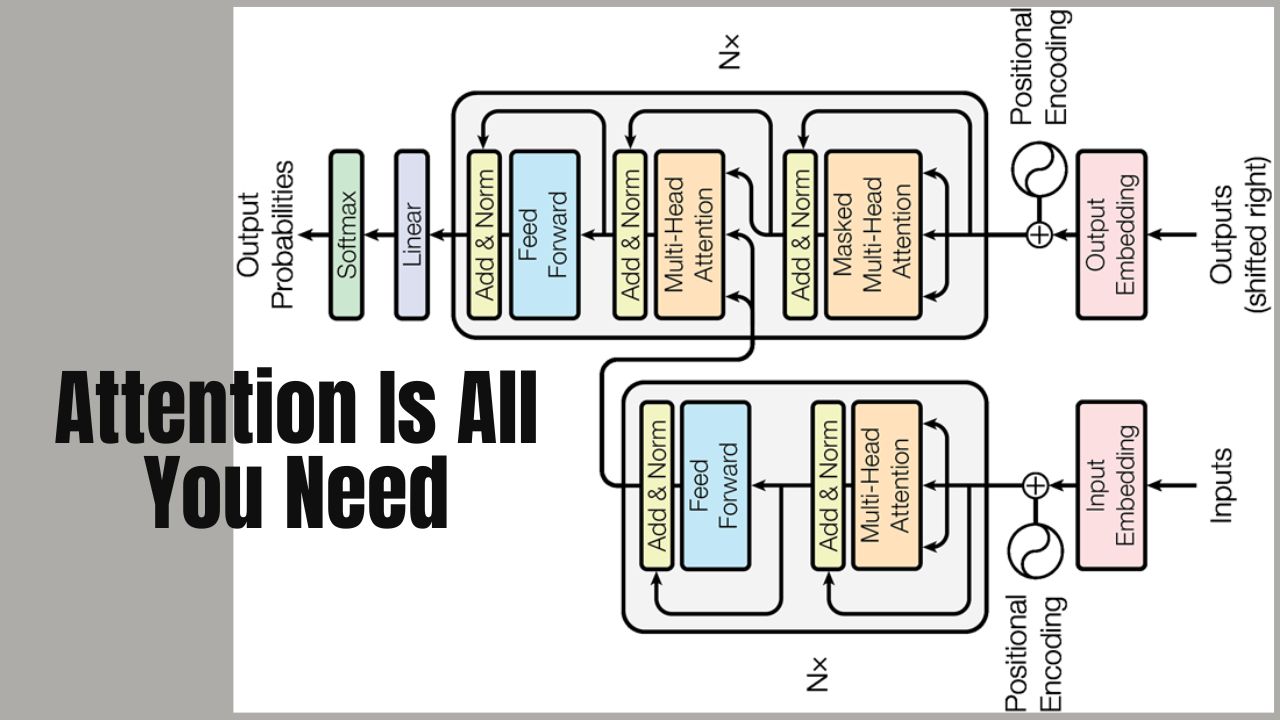 Attention Is All
You Need
Output
Probabilities
Softmax
Linear
Add & Norm
Feed
Forward
Add & Norm
Multi-Head
Attention
Add & Norm
Masked
Multi-Head
Attention
Nx
Positional
Encoding
Output
Embedding
Outputs
(shifted right)
Add & Norm
Feed
Forward
Add & Norm
Multi-Head
Attention
Nx
Positional
Encoding
Input
Embedding
Inputs